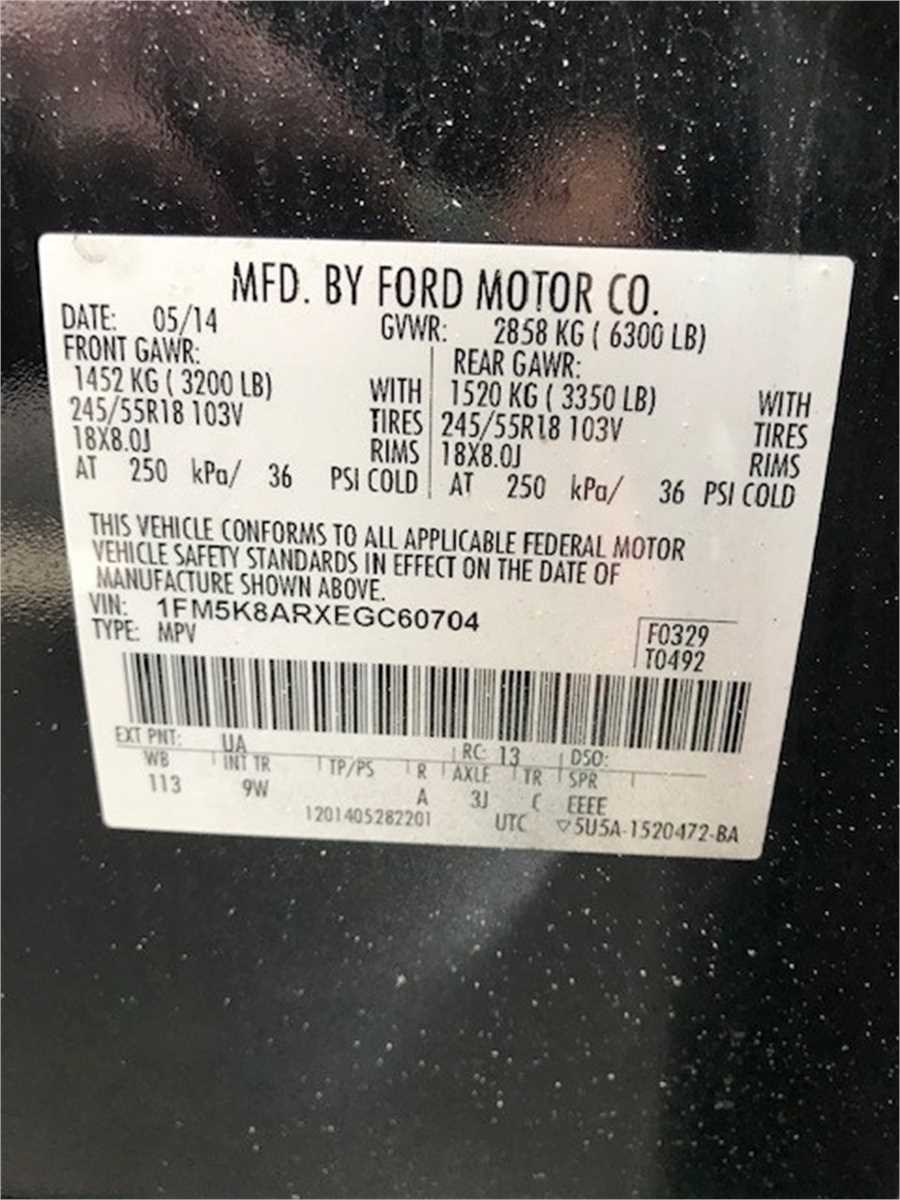 MFD. BY FORD MOTOR CO.
DATE: 05/14 GVWR: 2858 KG ( 6300 LB)
FRONT GAWR: REAR GAWR:
1452 KG ( 3200 LB) WITH 1520 KG ( 3350 LB) WITH
245/55R18 103V TIRES 245/55R18 103V TIRES
18X8.0J RIMS 18X8.0J RIMS
AT 250 kPa/ 36 PSI COLD AT 250 kPa/ 36 PSI COLD
THIS VEHICLE CONFORMS TO ALL APPLICABLE FEDERAL MOTOR
VEHICLE SAFETY STANDARDS IN EFFECT ON THE DATE OF
MANUFACTURE SHOWN ABOVE.
VIN: 1FM5K8ARXEGC60704
TYPE: MPV F0329
T0492
EXT PNT: UA RC: 13 DSO:
WB INT TR TP/PS R AXLE TR SPR
113 9W A 3J C EEEE
1201405282201 UTC ▽5U5A-1520472-BA